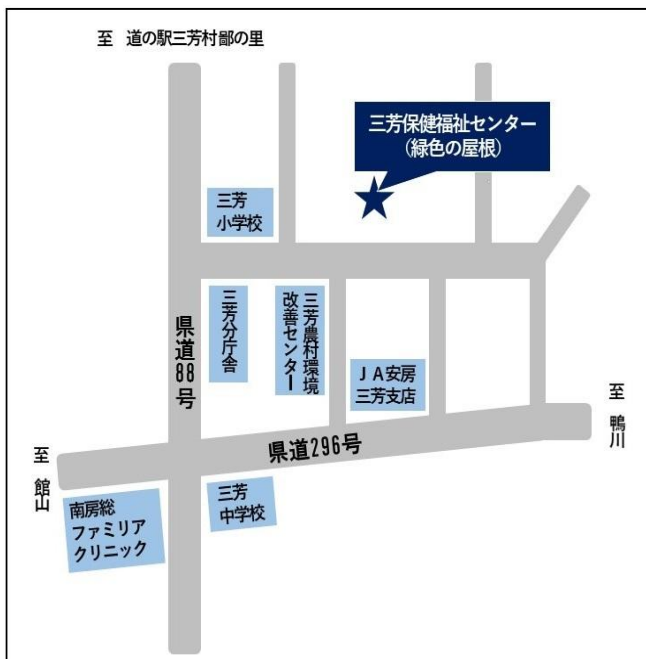 至 道の駅三芳村鄙の里
三芳保健福祉センター
(緑色の屋根)
三芳
小学校
三芳分庁舎
三芳農村環境
改善センター
県道88号
JA安房
三芳支店
至 鴨川
県道296号
至 館山
南房総
ファミリア
クリニック
三芳
中学校